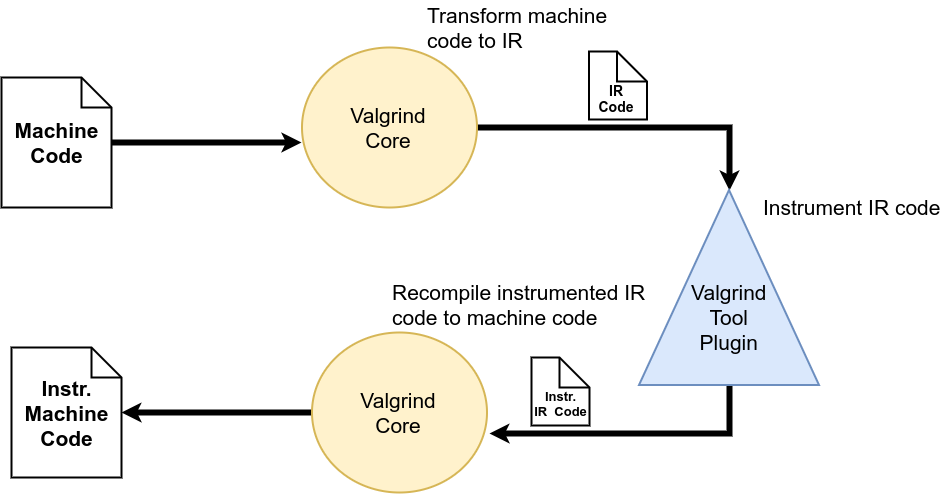 Transform machine
code to IR
Machine
Code
Valgrind
Core
IR
Code
Instrument IR code
Valgrind
Tool
Plugin
Recompile instrumented IR
code to machine code
Instr.
IR Code
Valgrind
Core
Instr.
Machine
Code